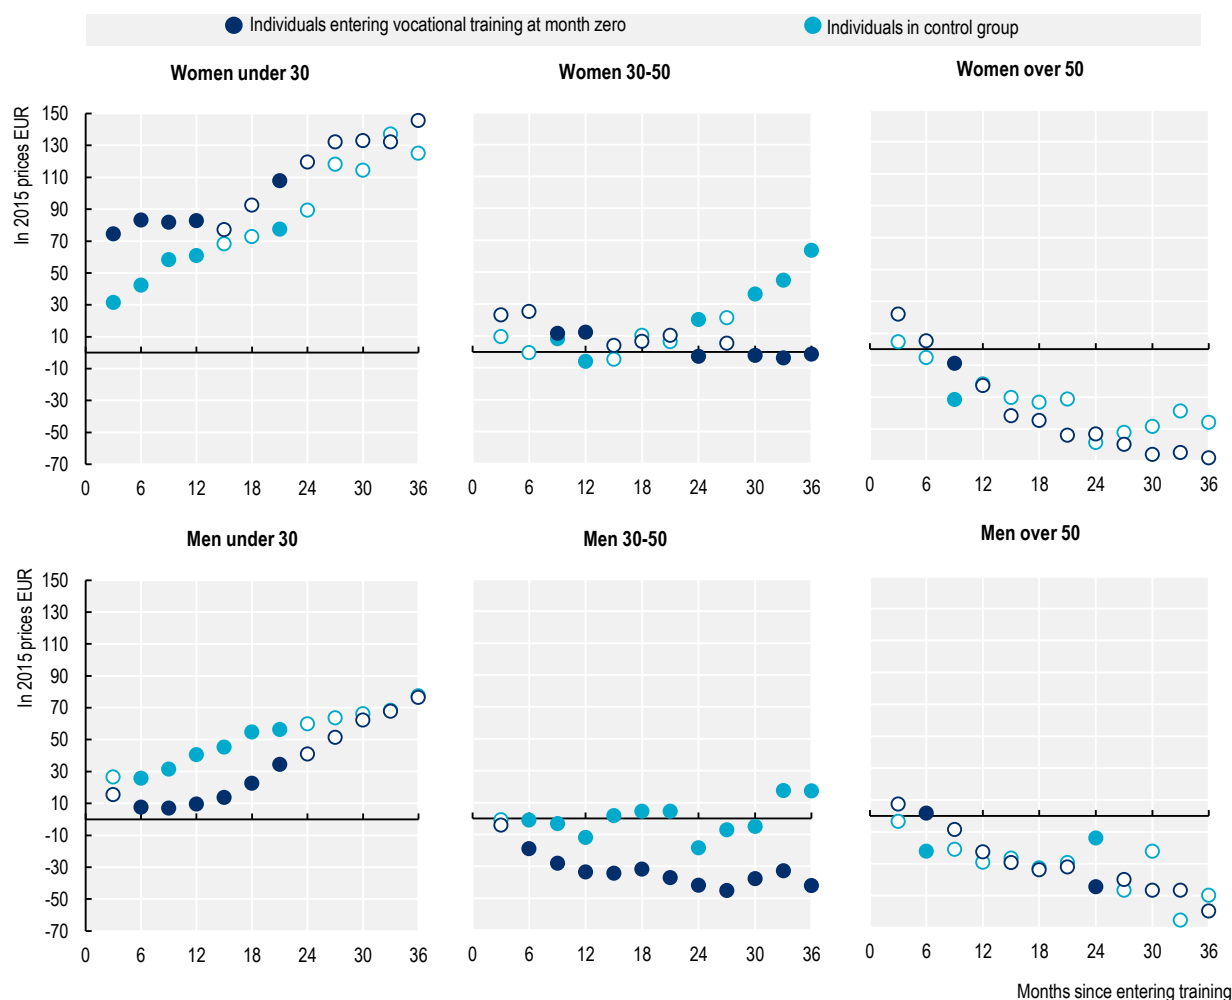 Individuals entering vocational training at month zero
Individuals in control group
Women under 30
Women 30-50
Women over 50
In 2015 prices EUR
150
130
110
90
70
50
30
10
-10
-30
-50
-70
0 6 12 18 24 30 36
0 6 12 18 24 30 36
0 6 12 18 24 30 36
Men under 30
Men 30-50
Men over 50
In 2015 prices EUR
150
130
110
90
70
50
30
10
-10
-30
-50
-70
0 6 12 18 24 30 36
0 6 12 18 24 30 36
0 6 12 18 24 30 36
Months since entering training